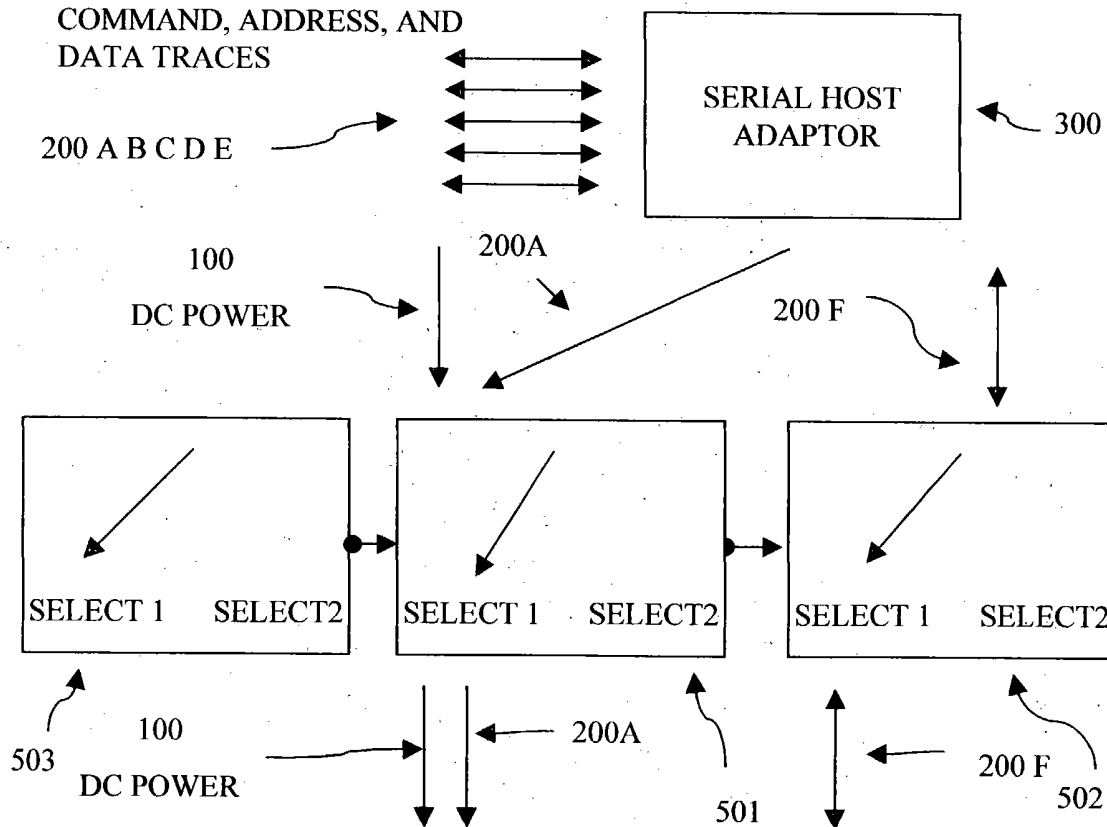 COMMAND, ADDRESS, AND
DATA TRACES
SERIAL HOST
ADAPTOR
300
200 A B C D E
100
DC POWER
200A
200 F
SELECT 1 SELECT2
SELECT 1 SELECT2
SELECT 1 SELECT2
503
100
DC POWER
200A
501
200 F
502